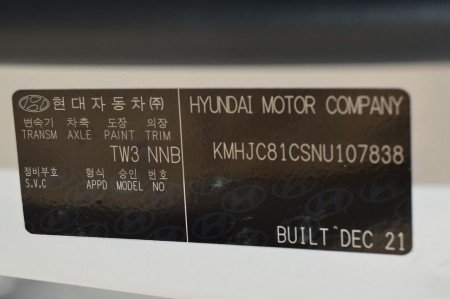 현대자동차㈜
변속기 차축 도장 의장
TRANSM AXLE PAINT TRIM
TW3 NNB
정비부호 형식 승인 번호
S.V.C APPD MODEL NO
HYUNDAI MOTOR COMPANY
KMHJC81CSNU107838
BUILT DEC 21